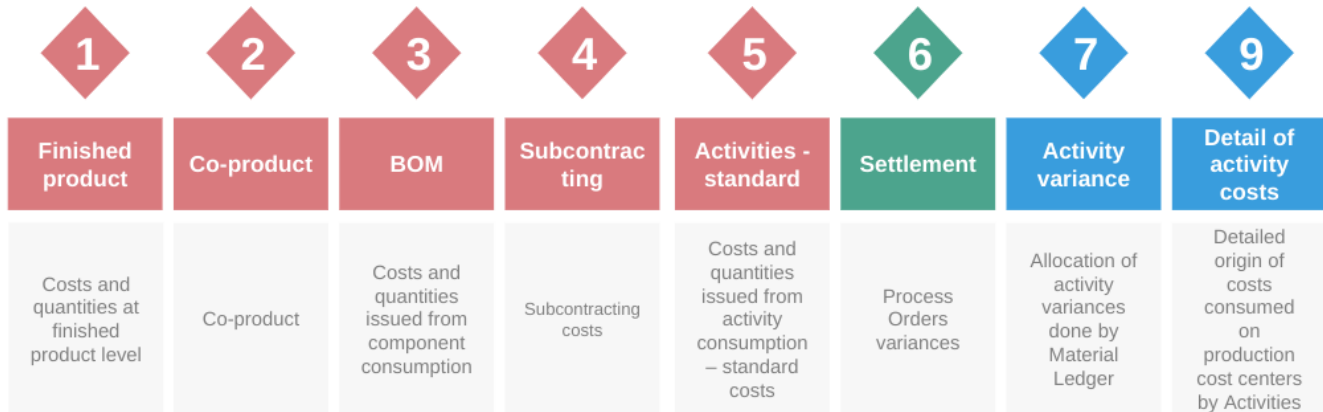 1
2
3
4
5
6
7
9
Finished
product
Co-product
BOM
Subcontrac
ting
Activities -
standard
Settlement
Activity
variance
Detail of
activity
costs
Costs and
quantities at
finished
product level
Co-product
Costs and
quantities
issued from
component
consumption
Subcontracting
costs
Costs and
quantities
issued from
activity
consumption
– standard
costs
Process
Orders
variances
Allocation of
activity
variances
done by
Material
Ledger
Detailed
origin of
costs
consumed
on
production
cost centers
by Activities